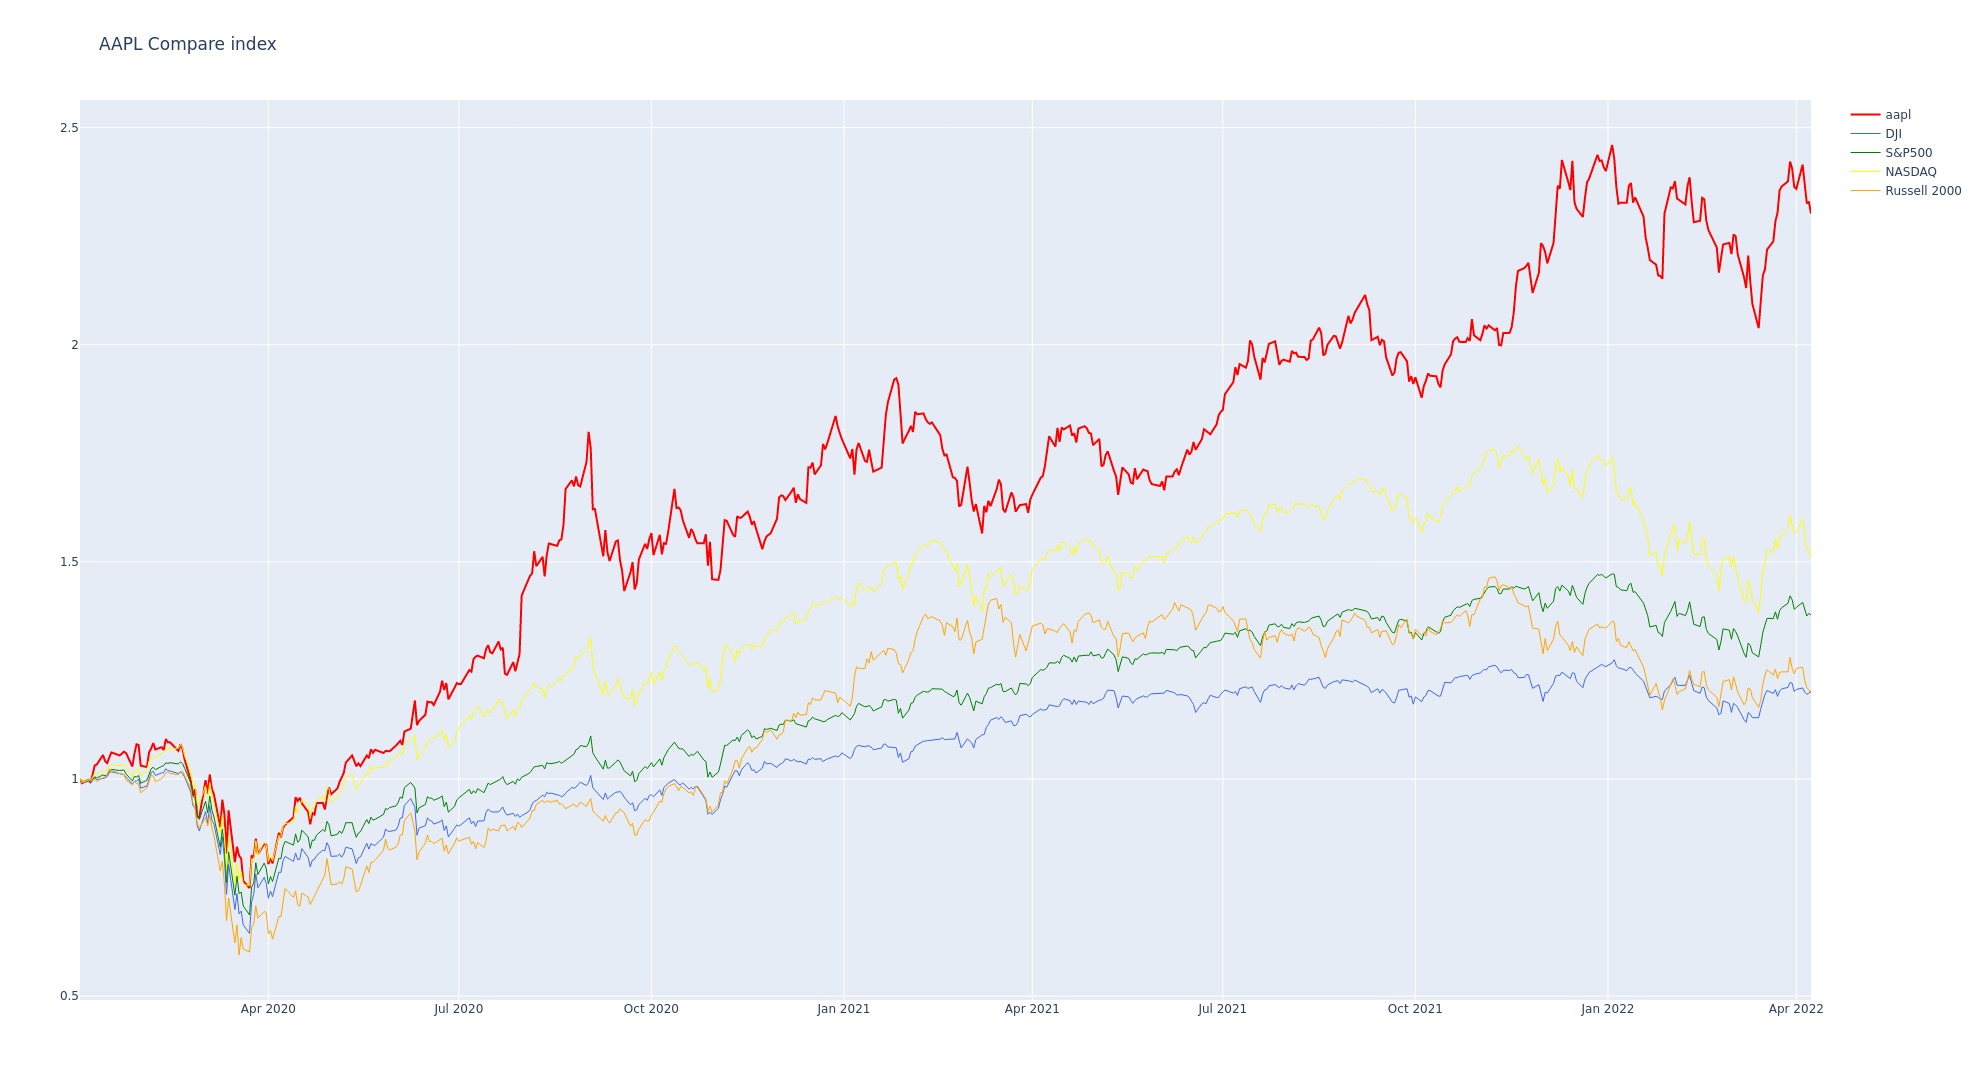 AAPL Compare index
aapl
DJI
S&P500
NASDAQ
Russell 2000
2.5
2
1.5
1
0.5
Apr 2020
Jul 2020
Oct 2020
Jan 2021
Apr 2021
Jul 2021
Oct 2021
Jan 2022
Apr 2022